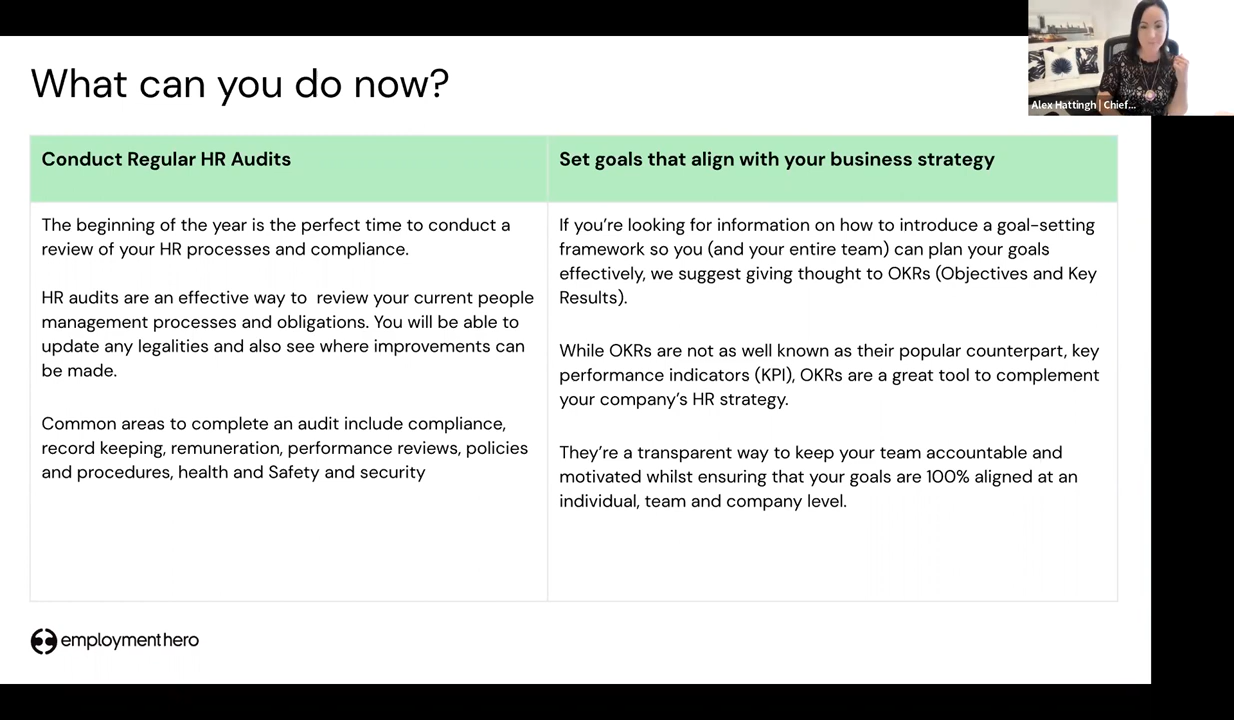 What can you do now?
Alex Hattingh | Chief...
Conduct Regular HR Audits
The beginning of the year is the perfect time to conduct a
review of your HR processes and compliance.
HR audits are an effective way to  review your current people
management processes and obligations. You will be able to
update any legalities and also see where improvements can
be made.
Common areas to complete an audit include compliance,
record keeping, remuneration, performance reviews, policies
and procedures, health and Safety and security
Set goals that align with your business strategy
If you’re looking for information on how to introduce a goal-setting
framework so you (and your entire team) can plan your goals
effectively, we suggest giving thought to OKRs (Objectives and Key
Results).
While OKRs are not as well known as their popular counterpart, key
performance indicators (KPI), OKRs are a great tool to complement
your company’s HR strategy.
They’re a transparent way to keep your team accountable and
motivated whilst ensuring that your goals are 100% aligned at an
individual, team and company level.
employmenthero